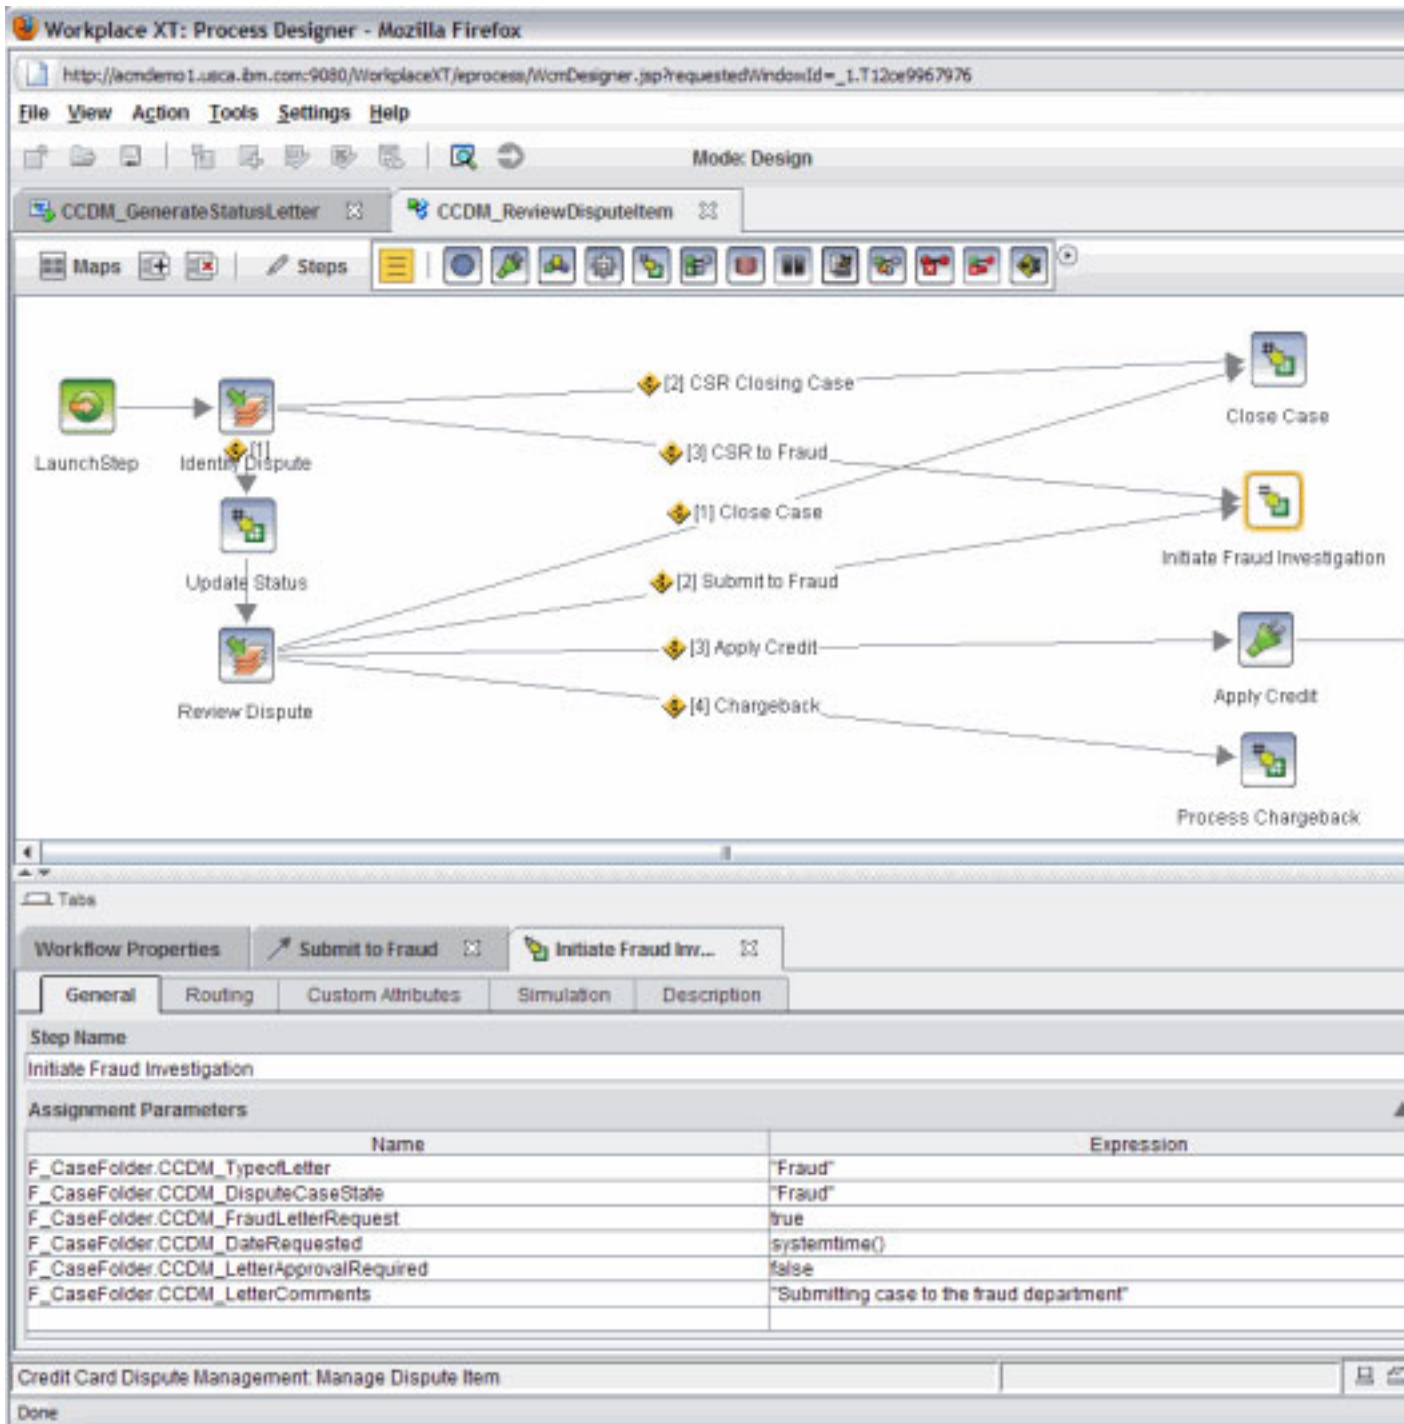 Workplace XT: Process Designer - Mozilla Firefox
http://acmdemo1.usca.ibm.com:9080/WorkplaceXT/eprocess/WcmDesigner.jsp?requestedWindowId=_1.T12ce9967976
File View Action Tools Settings Help
Mode: Design
CCDM_GenerateStatusLetter CCDM_ReviewDisputeItem
Maps Steps
[2] CSR Closing Case
Close Case
LaunchStep Identify Dispute
[1]
[3] CSR to Fraud
[1] Close Case
Initiate Fraud Investigation
Update Status
[2] Submit to Fraud
[3] Apply Credit
Apply Credit
Review Dispute
[4] Chargeback
Process Chargeback
Tabs
Workflow Properties Submit to Fraud Initiate Fraud Inv...
General Routing Custom Attributes Simulation Description
Step Name
Initiate Fraud Investigation
Assignment Parameters
Name Expression
F_CaseFolder.CCDM_TypeofLetter "Fraud"
F_CaseFolder.CCDM_DisputeCaseState "Fraud"
F_CaseFolder.CCDM_FraudLetterRequest true
F_CaseFolder.CCDM_DateRequested systemtime()
F_CaseFolder.CCDM_LetterApprovalRequired false
F_CaseFolder.CCDM_LetterComments "Submitting case to the fraud department"
Credit Card Dispute Management: Manage Dispute Item
Done